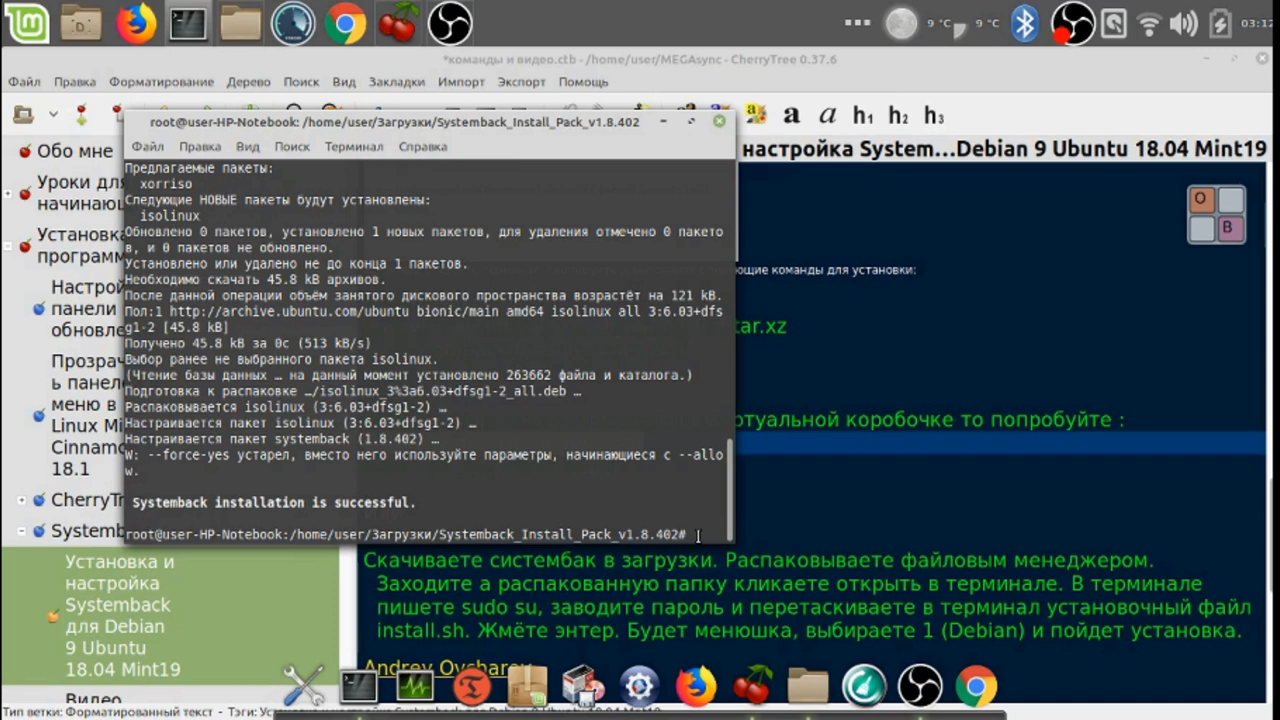 9 °C
9 °C
03:12
*команды и видео.ctb - /home/user/MEGAsync - CherryTree 0.37.6
Файл Правка Форматирование Дерево Поиск Вид Закладки Импорт Экспорт Помощь
a a h1 h2 h3
root@user-HP-Notebook: /home/user/Загрузки/Systemback_Install_Pack_v1.8.402
Файл Правка Вид Поиск Терминал Справка
Предлагаемые пакеты:
xorriso
Следующие НОВЫЕ пакеты будут установлены:
isolinux
Обновлено 0 пакетов, установлено 1 новых пакетов, для удаления отмечено 0 пакето
в, и 0 пакетов не обновлено.
Установлено или удалено не до конца 1 пакетов.
Необходимо скачать 45.8 kB архивов.
После данной операции объём занятого дискового пространства возрастёт на 121 kB.
Пол:1 http://archive.ubuntu.com/ubuntu bionic/main amd64 isolinux all 3:6.03+dfs
g1-2 [45.8 kB]
Получено 45.8 kB за 0с (513 kB/s)
Выбор ранее не выбранного пакета isolinux.
(Чтение базы данных … на данный момент установлено 263662 файла и каталога.)
Подготовка к распаковке …/isolinux_3%3a6.03+dfsg1-2_all.deb …
Распаковывается isolinux (3:6.03+dfsg1-2) …
Настраивается пакет isolinux (3:6.03+dfsg1-2) …
Настраивается пакет systemback (1.8.402) …
W: --force-yes устарел, вместо него используйте параметры, начинающиеся с --allo
w.
Systemback installation is successful.
root@user-HP-Notebook:/home/user/Загрузки/Systemback_Install_Pack_v1.8.402#
Обо мне
Уроки для
начинающ
Установка
программ
Настрой
панели
обновле
Прозрач
ь панел
меню в
Linux Mi
Cinnamo
18.1
CherryTr
Systemb
Установка и
настройка
Systemback
для Debian
9 Ubuntu
18.04 Mint19
Видео
настройка System...Debian 9 Ubuntu 18.04 Mint19
O
B
ющие команды для установки:
tar.xz
ртуальной коробочке то попробуйте :
Скачиваете систембак в загрузки. Распаковываете файловым менеджером.
Заходите а распакованную папку кликаете открыть в терминале. В терминале
пишете sudo su, заводите пароль и перетаскиваете в терминал установочный файл
install.sh. Жмёте энтер. Будет менюшка, выбираете 1 (Debian) и пойдет установка.
Andrey Ovcharov
Тип ветки: Форматированный текст - Тэги: